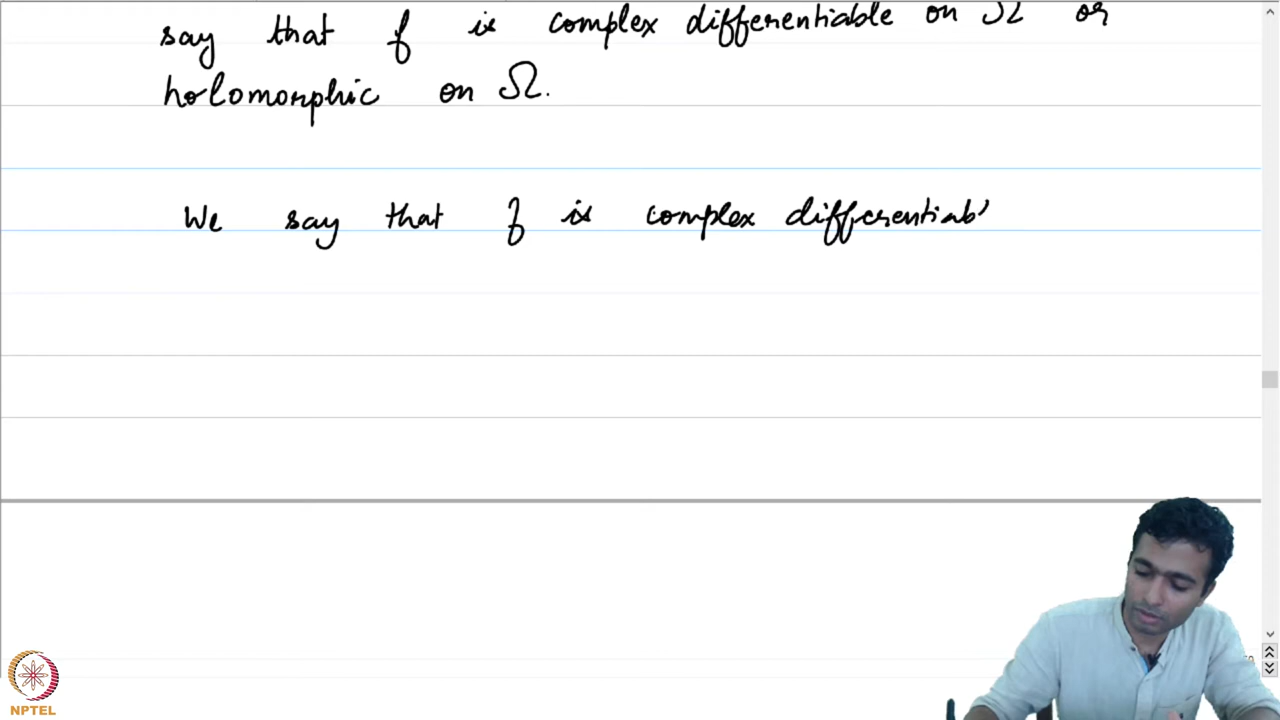 say that f is complex differentiable on Ω or
holomorphic on Ω.
We say that f is complex differentiab
NPTEL